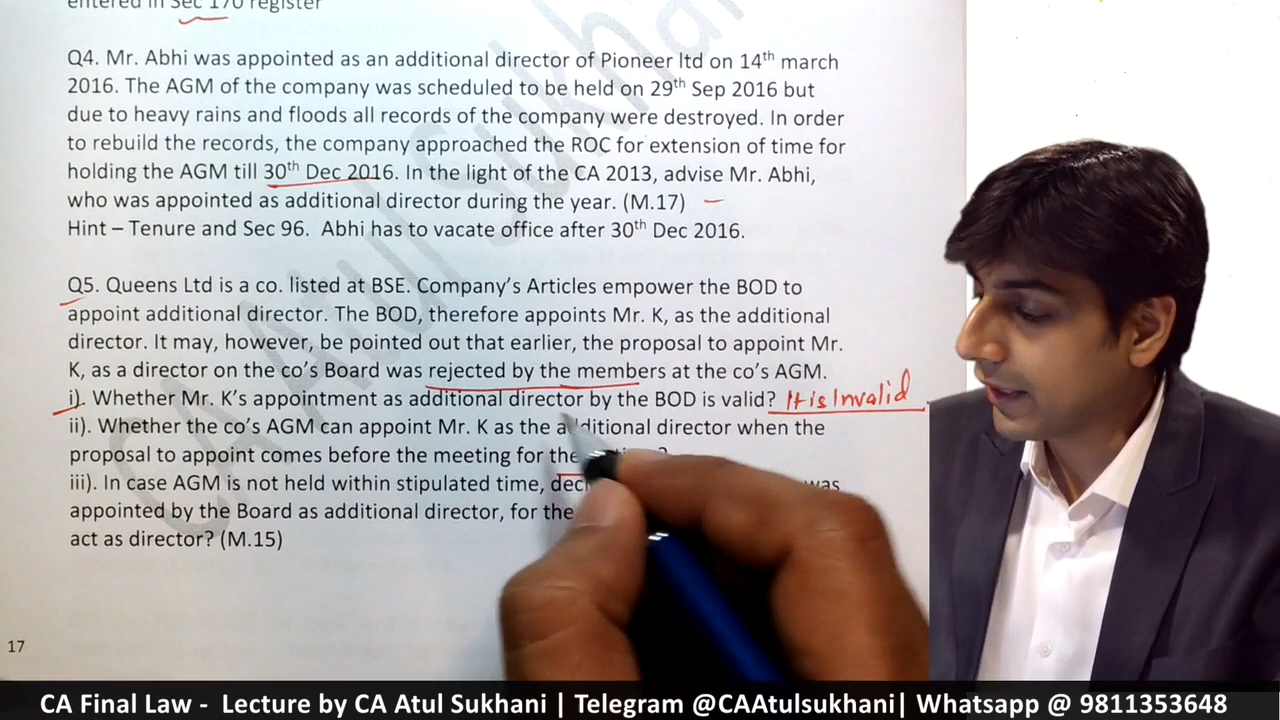 entered in Sec 170 register
Q4. Mr. Abhi was appointed as an additional director of Pioneer ltd on 14th march
2016. The AGM of the company was scheduled to be held on 29th Sep 2016 but
due to heavy rains and floods all records of the company were destroyed. In order
to rebuild the records, the company approached the ROC for extension of time for
holding the AGM till 30th Dec 2016. In the light of the CA 2013, advise Mr. Abhi,
who was appointed as additional director during the year. (M.17)
Hint – Tenure and Sec 96. Abhi has to vacate office after 30th Dec 2016.
Q5. Queens Ltd is a co. listed at BSE. Company's Articles empower the BOD to
appoint additional director. The BOD, therefore appoints Mr. K, as the additional
director. It may, however, be pointed out that earlier, the proposal to appoint Mr.
K, as a director on the co's Board was rejected by the members at the co's AGM.
i). Whether Mr. K's appointment as additional director by the BOD is valid? It is Invalid
ii). Whether the co's AGM can appoint Mr. K as the additional director when the
proposal to appoint comes before the meeting for the
iii). In case AGM is not held within stipulated time, was
appointed by the Board as additional director, for the
act as director? (M.15)
17
CA Atul Sukhani
CA Final Law - Lecture by CA Atul Sukhani | Telegram @CAAtulsukhani| Whatsapp @ 9811353648